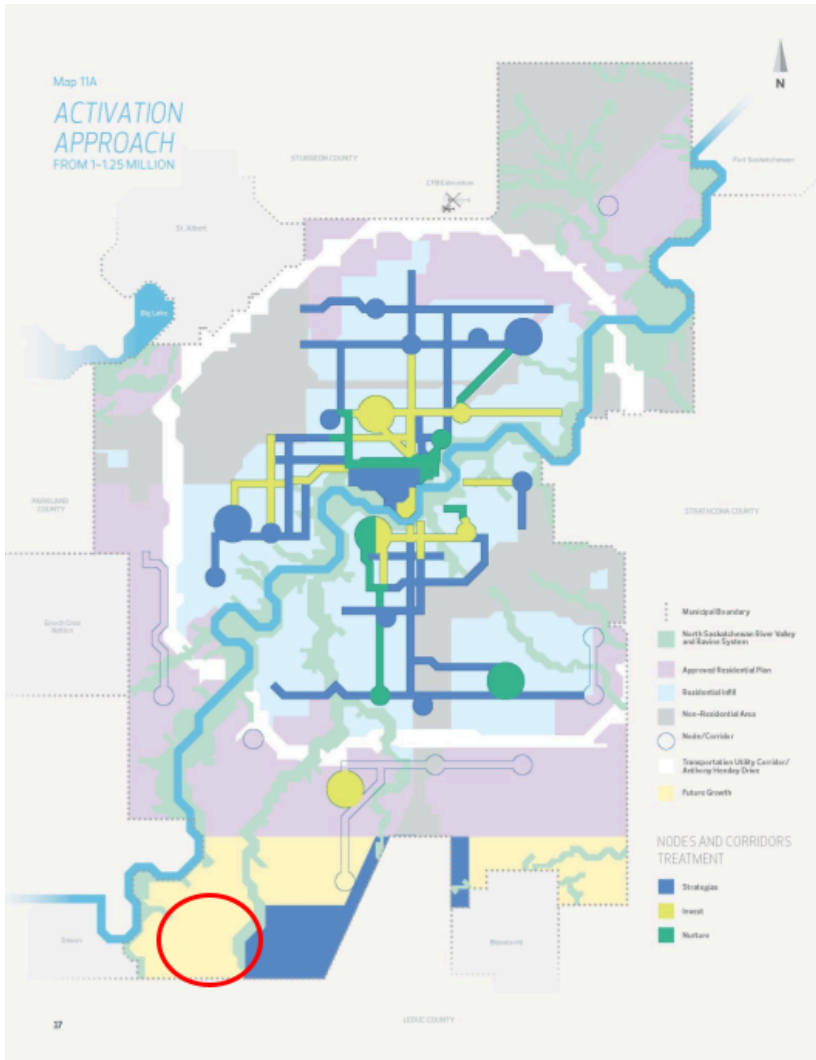 Map 11A
ACTIVATION
APPROACH
FROM 1–1.25 MILLION
N
STURGEON COUNTY
Fort Saskatchewan
CFB Edmonton
St. Albert
Big Lake
PARKLAND
COUNTY
STRATHCONA COUNTY
Enoch Cree
Nation
Municipal Boundary
North Saskatchewan River Valley
and Ravine System
Approved Residential Plan
Residential Infill
Non-Residential Area
Node/Corridor
Transportation Utility Corridor/
Anthony Henday Drive
Future Growth
NODES AND CORRIDORS
TREATMENT
Strategize
Invest
Nurture
Devon
Beaumont
37
LEDUC COUNTY